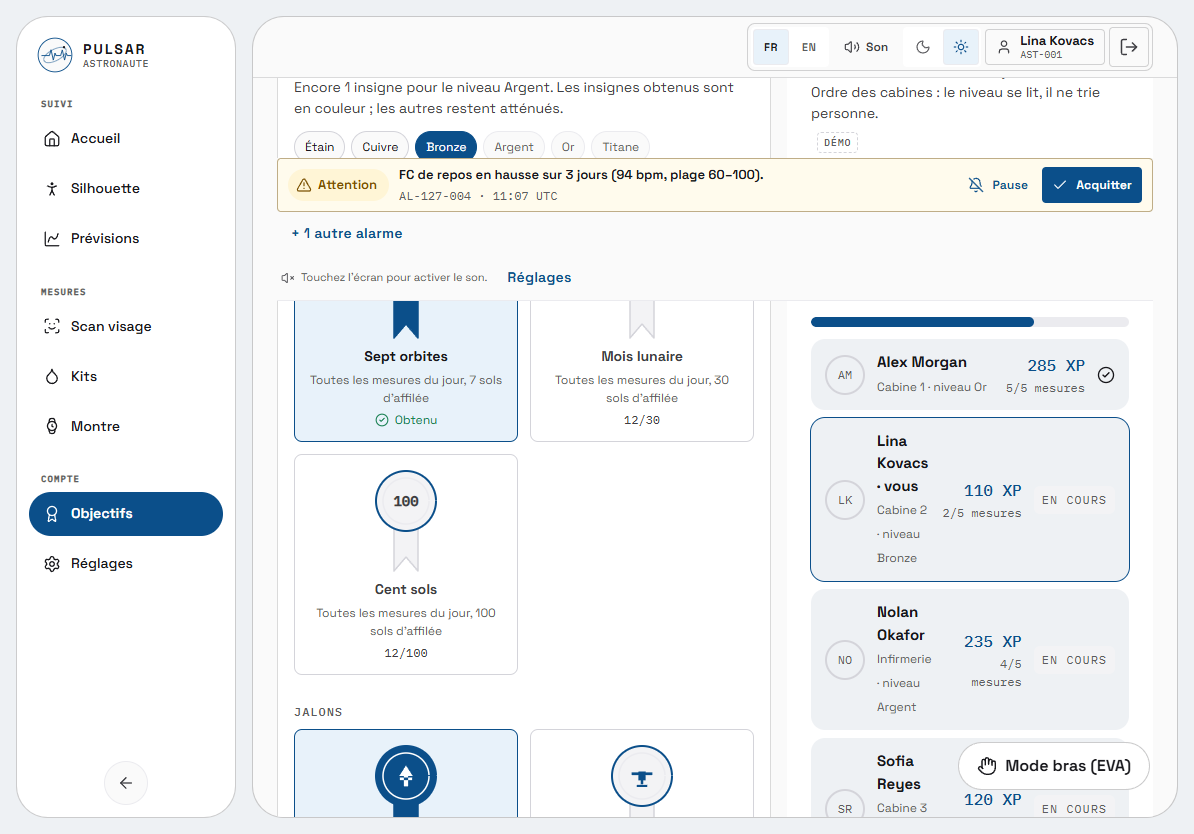 PULSAR
ASTRONAUTE
SUIVI
Accueil
Silhouette
Prévisions
MESURES
Scan visage
Kits
Montre
COMPTE
Objectifs
Réglages
FR
EN
Son
Lina Kovacs
AST-001
Encore 1 insigne pour le niveau Argent. Les insignes obtenus sont
en couleur ; les autres restent atténués.
Étain
Cuivre
Bronze
Argent
Or
Titane
Ordre des cabines : le niveau se lit, il ne trie
personne.
DÉMO
Attention
FC de repos en hausse sur 3 jours (94 bpm, plage 60–100).
AL-127-004 · 11:07 UTC
Pause
Acquitter
+ 1 autre alarme
Touchez l'écran pour activer le son.
Réglages
Sept orbites
Toutes les mesures du jour, 7 sols
d'affilée
Obtenu
Mois lunaire
Toutes les mesures du jour, 30
sols d'affilée
12/30
100
Cent sols
Toutes les mesures du jour, 100
sols d'affilée
12/100
JALONS
AM
Alex Morgan
Cabine 1 · niveau Or
285 XP
5/5 mesures
LK
Lina
Kovacs
· vous
Cabine 2
· niveau
Bronze
110 XP
2/5 mesures
EN COURS
NO
Nolan
Okafor
Infirmerie
· niveau
Argent
235 XP
4/5
mesures
EN COURS
SR
Sofia
Reyes
Cabine 3
120 XP
EN COURS
Mode bras (EVA)